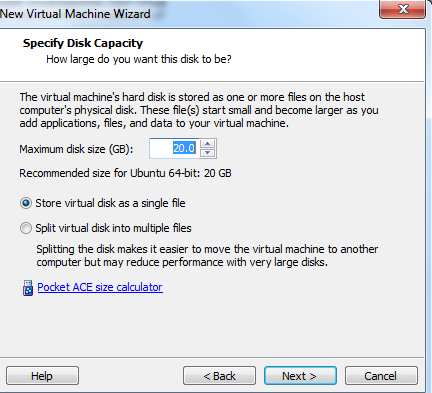 New Virtual Machine Wizard
Specify Disk Capacity
How large do you want this disk to be?
The virtual machine's hard disk is stored as one or more files on the host
computer's physical disk. These file(s) start small and become larger as you
add applications, files, and data to your virtual machine.
Maximum disk size (GB): 20.0
Recommended size for Ubuntu 64-bit: 20 GB
Store virtual disk as a single file
Split virtual disk into multiple files
Splitting the disk makes it easier to move the virtual machine to another
computer but may reduce performance with very large disks.
Pocket ACE size calculator
Help < Back Next > Cancel